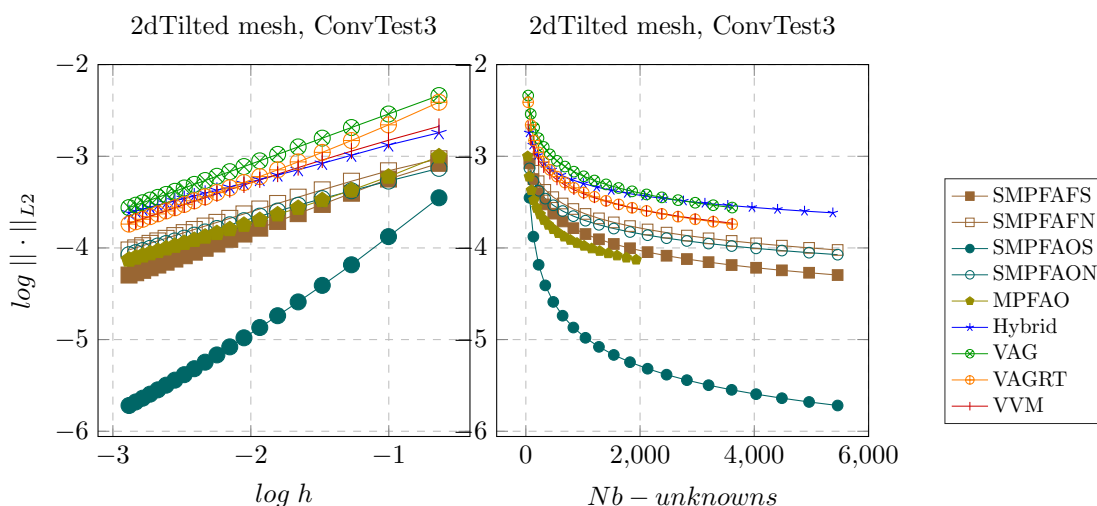 2dTilted mesh, ConvTest3
2dTilted mesh, ConvTest3
−2
−3
−4
−5
−6
log || · ||L2
−3
−2
−1
log h
−2
−3
−4
−5
−6
0
2,000
4,000
6,000
Nb − unknowns
SMPFAFS
SMPFAFN
SMPFAOS
SMPFAON
MPFAO
Hybrid
VAG
VAGRT
VVM